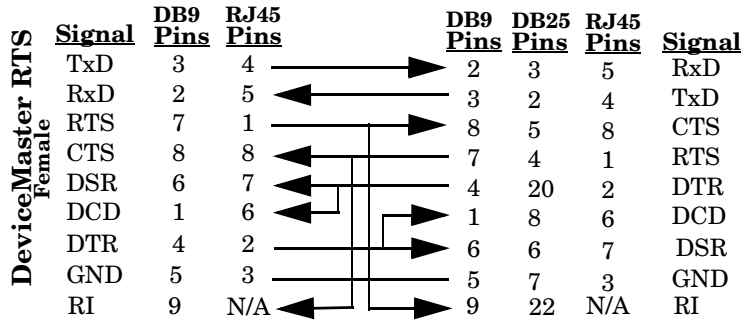 DeviceMaster RTS
Female
Signal DB9 Pins RJ45 Pins DB9 Pins DB25 Pins RJ45 Pins Signal
TxD 3 4 2 3 5 RxD
RxD 2 5 3 2 4 TxD
RTS 7 1 8 5 8 CTS
CTS 8 8 7 4 1 RTS
DSR 6 7 4 20 2 DTR
DCD 1 6 1 8 6 DCD
DTR 4 2 6 6 7 DSR
GND 5 3 5 7 3 GND
RI 9 N/A 9 22 N/A RI